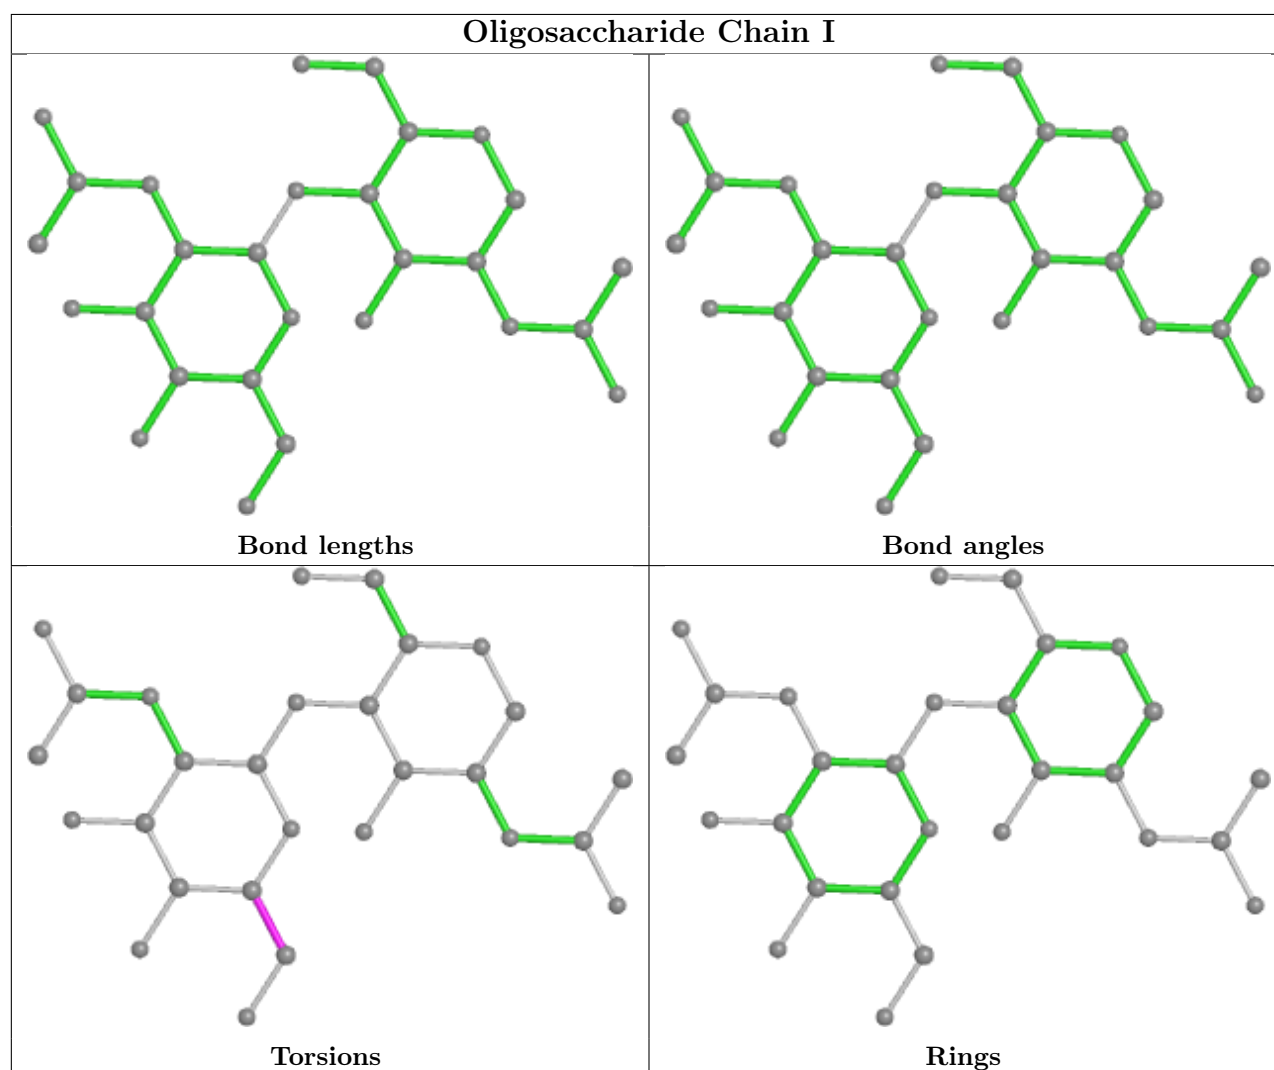 Oligosaccharide Chain I
Bond lengths
Bond angles
Torsions
Rings